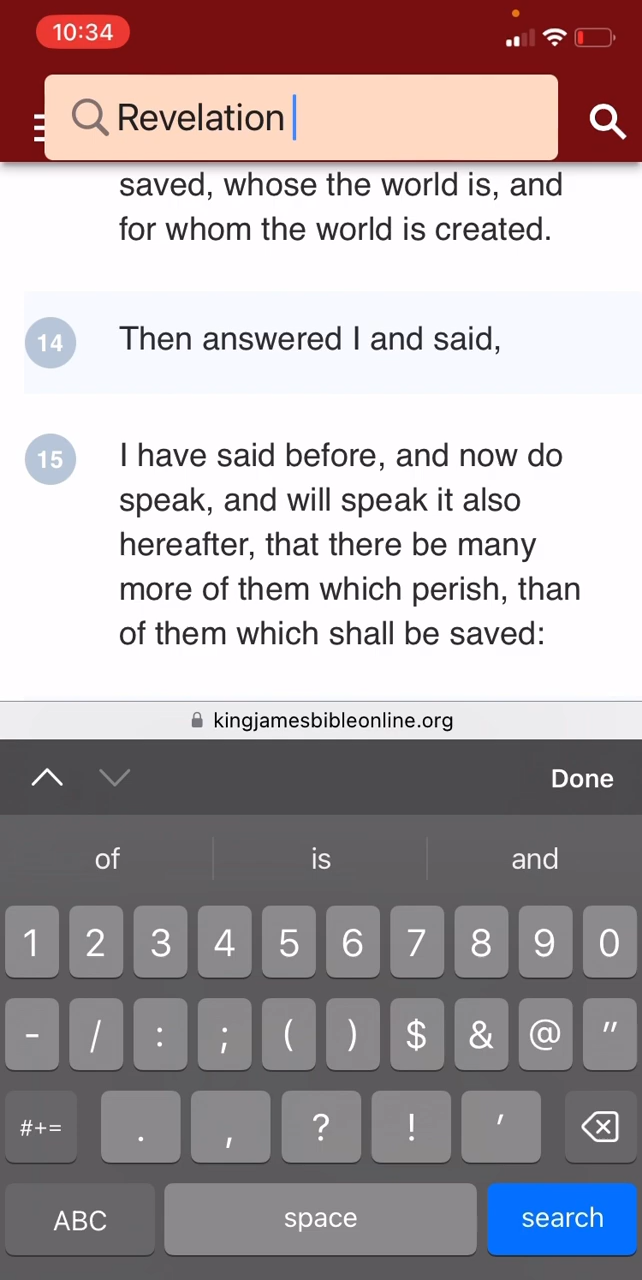 10:34
Revelation
saved, whose the world is, and
for whom the world is created.
14 Then answered I and said,
15 I have said before, and now do
speak, and will speak it also
hereafter, that there be many
more of them which perish, than
of them which shall be saved:
kingjamesbibleonline.org
Done
of is and
1 2 3 4 5 6 7 8 9 0
- / : ; ( ) $ & @ "
#+= . , ? ! '
ABC space search